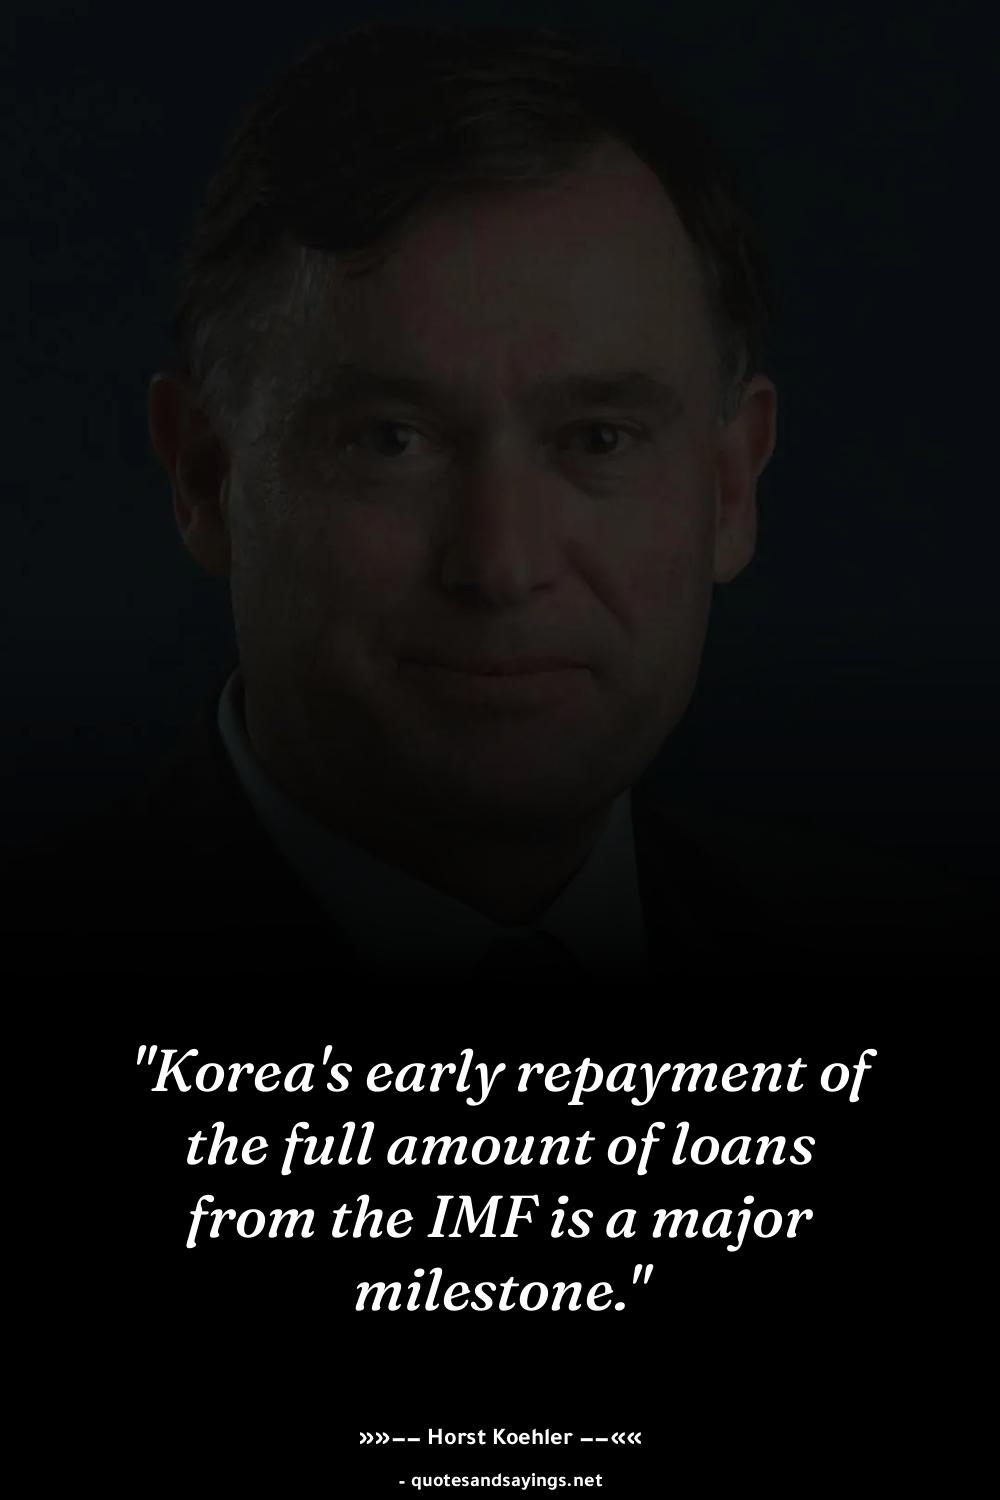 "Korea's early repayment of
the full amount of loans
from the IMF is a major
milestone."
»»−− Horst Koehler −−««
- quotesandsayings.net